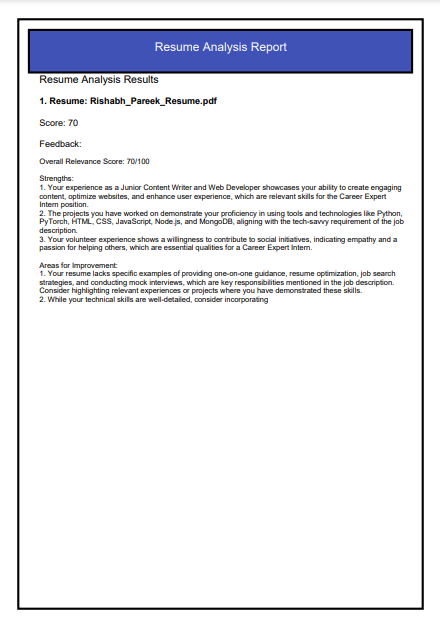 Resume Analysis Report
Resume Analysis Results
1. Resume: Rishabh_Pareek_Resume.pdf
Score: 70
Feedback:
Overall Relevance Score: 70/100
Strengths:
1. Your experience as a Junior Content Writer and Web Developer showcases your ability to create engaging
content, optimize websites, and enhance user experience, which are relevant skills for the Career Expert
Intern position.
2. The projects you have worked on demonstrate your proficiency in using tools and technologies like Python,
PyTorch, HTML, CSS, JavaScript, Node.js, and MongoDB, aligning with the tech-savvy requirement of the job
description.
3. Your volunteer experience shows a willingness to contribute to social initiatives, indicating empathy and a
passion for helping others, which are essential qualities for a Career Expert Intern.
Areas for Improvement:
1. Your resume lacks specific examples of providing one-on-one guidance, resume optimization, job search
strategies, and conducting mock interviews, which are key responsibilities mentioned in the job description.
Consider highlighting relevant experiences or projects where you have demonstrated these skills.
2. While your technical skills are well-detailed, consider incorporating